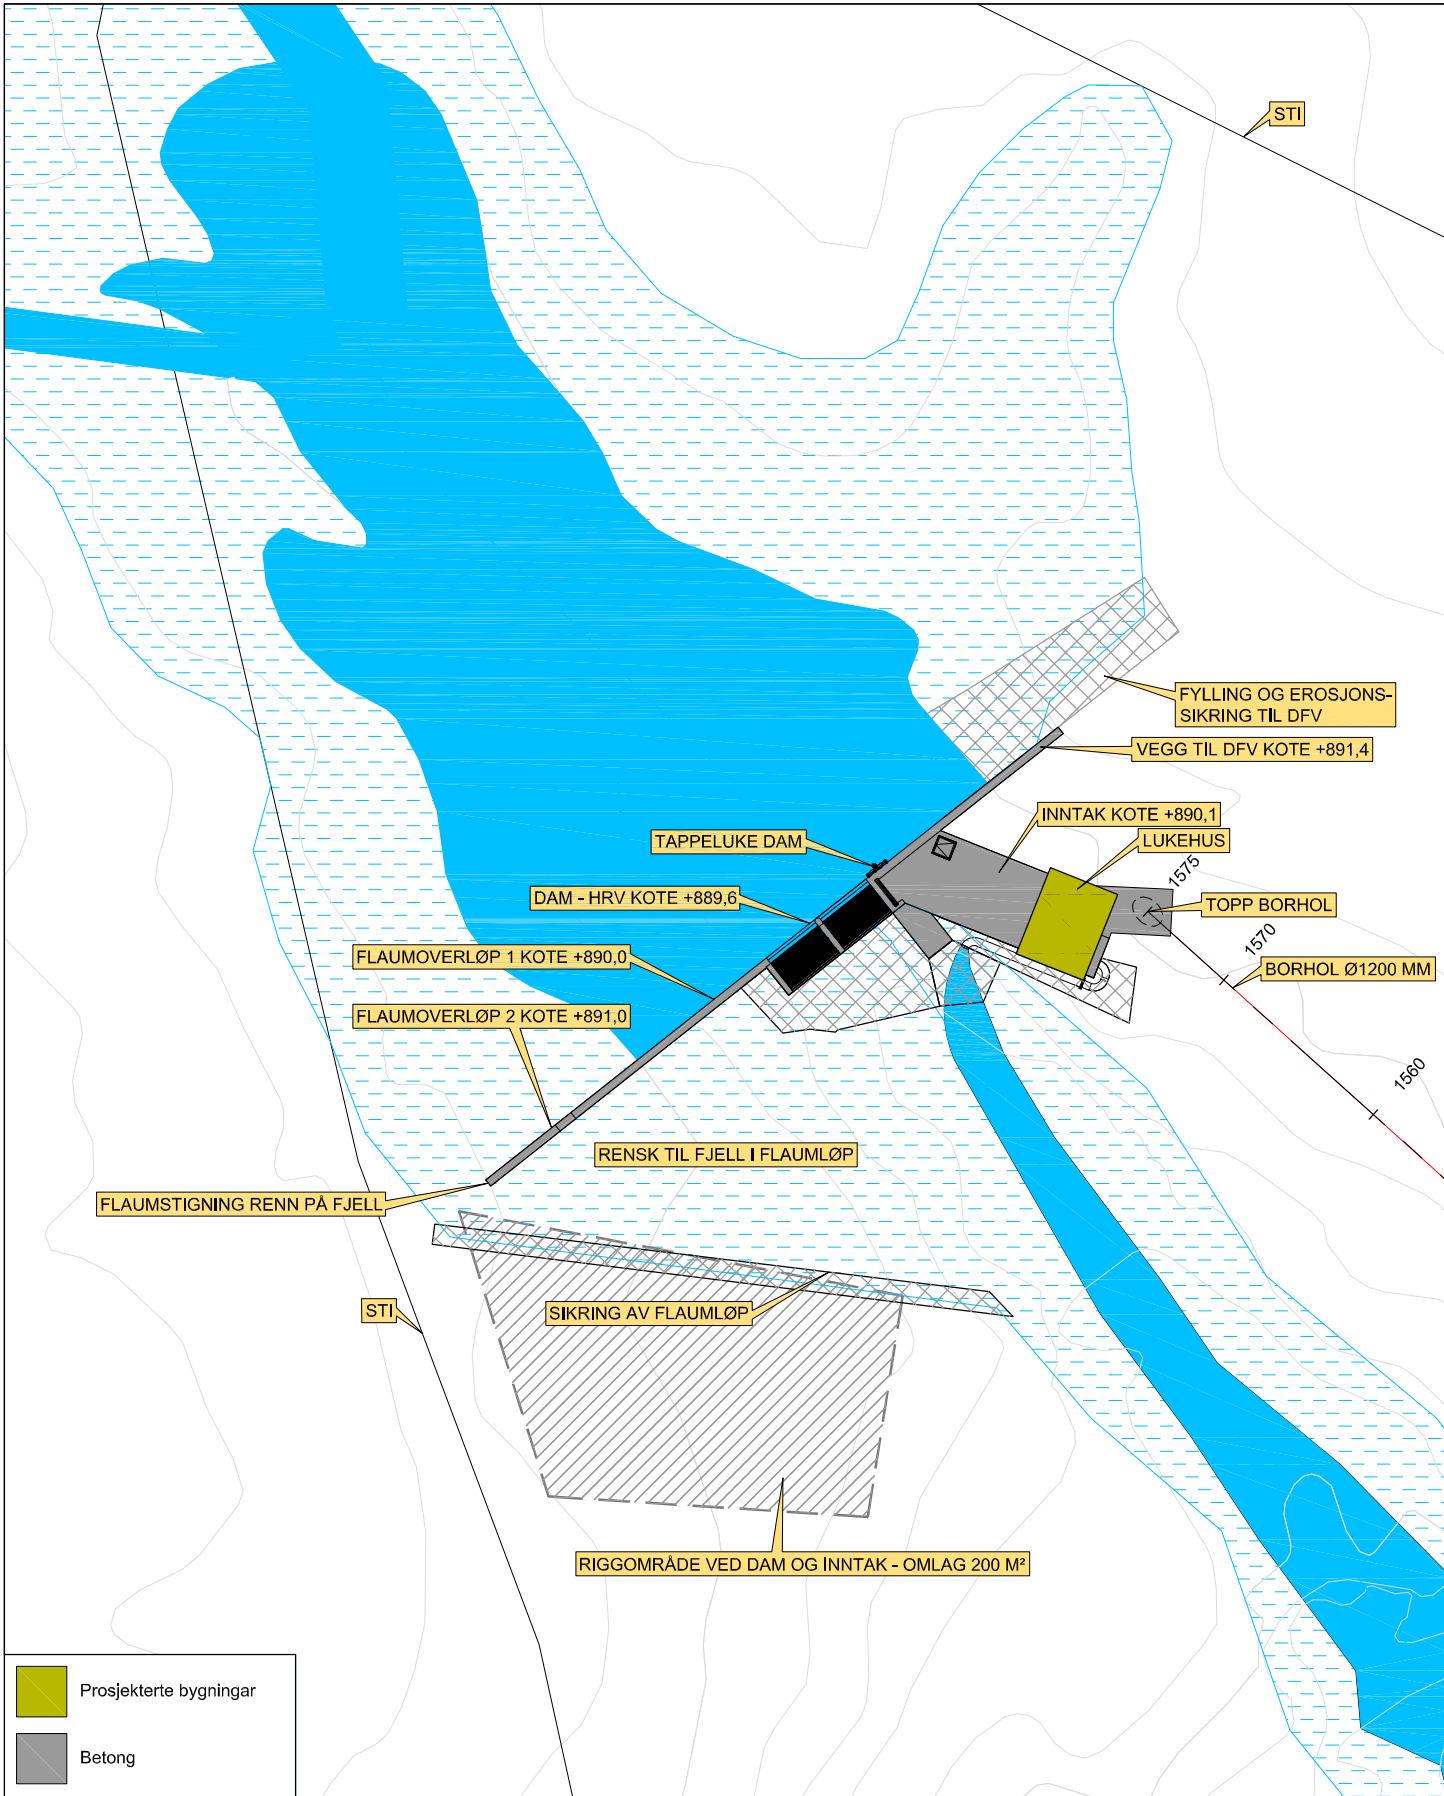 STI
FYLLING OG EROSJONS-
SIKRING TIL DFV
VEGG TIL DFV KOTE +891,4
INNTAK KOTE +890,1
TAPPELUKE DAM
LUKEHUS
1575
DAM - HRV KOTE +889,6
TOPP BORHOL
1570
FLAUMOVERLØP 1 KOTE +890,0
BORHOL Ø1200 MM
FLAUMOVERLØP 2 KOTE +891,0
1560
RENSK TIL FJELL I FLAUMLØP
FLAUMSTIGNING RENN PÅ FJELL
STI
SIKRING AV FLAUMLØP
RIGGOMRÅDE VED DAM OG INNTAK - OMLAG 200 M²
Prosjekterte bygningar
Betong